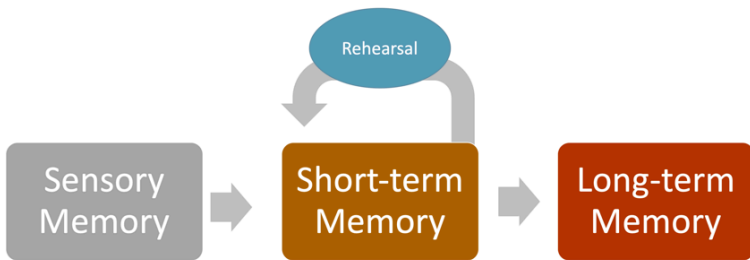 Rehearsal
Sensory
Memory
Short-term
Memory
Long-term
Memory